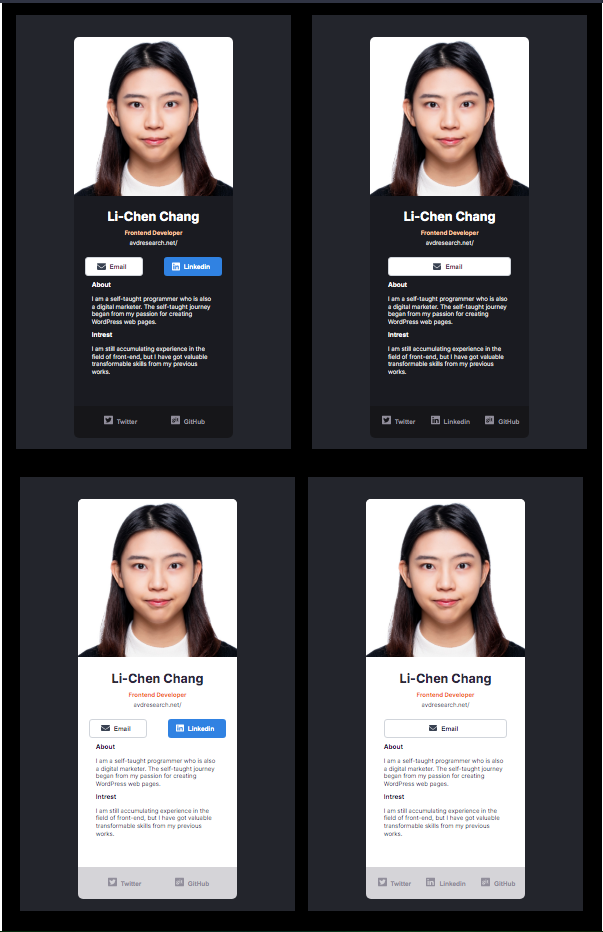 Li-Chen Chang
Frontend Developer
avdresearch.net/
Email
Linkedin
About
I am a self-taught programmer who is also
a digital marketer. The self-taught journey
began from my passion for creating
WordPress web pages.
Intrest
I am still accumulating experience in the
field of front-end, but I have got valuable
transformable skills from my previous
works.
Twitter
GitHub
Li-Chen Chang
Frontend Developer
avdresearch.net/
Email
About
I am a self-taught programmer who is also
a digital marketer. The self-taught journey
began from my passion for creating
WordPress web pages.
Intrest
I am still accumulating experience in the
field of front-end, but I have got valuable
transformable skills from my previous
works.
Twitter
Linkedin
GitHub
Li-Chen Chang
Frontend Developer
avdresearch.net/
Email
Linkedin
About
I am a self-taught programmer who is also
a digital marketer. The self-taught journey
began from my passion for creating
WordPress web pages.
Intrest
I am still accumulating experience in the
field of front-end, but I have got valuable
transformable skills from my previous
works.
Twitter
GitHub
Li-Chen Chang
Frontend Developer
avdresearch.net/
Email
About
I am a self-taught programmer who is also
a digital marketer. The self-taught journey
began from my passion for creating
WordPress web pages.
Intrest
I am still accumulating experience in the
field of front-end, but I have got valuable
transformable skills from my previous
works.
Twitter
Linkedin
GitHub